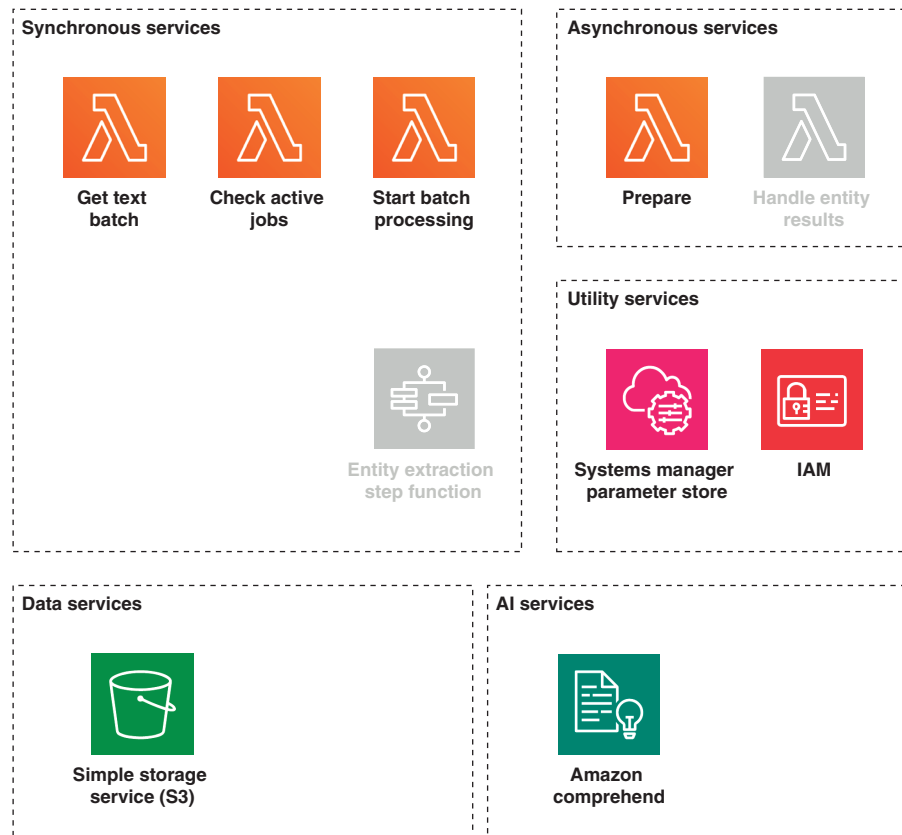 Synchronous services
Get text
batch
Check active
jobs
Start batch
processing
Entity extraction
step function
Asynchronous services
Prepare
Handle entity
results
Utility services
Systems manager
parameter store
IAM
Data services
Simple storage
service (S3)
AI services
Amazon
comprehend